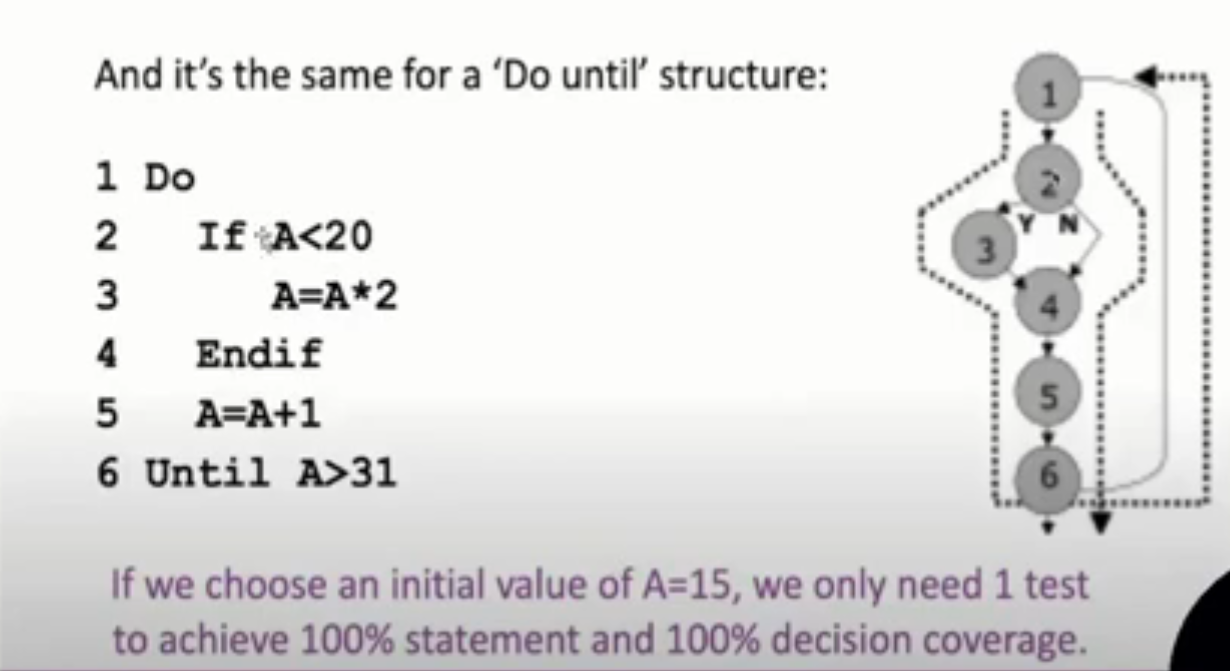 And it's the same for a 'Do until' structure:
1 Do
2 If A<20
3 A=A*2
4 Endif
5 A=A+1
6 Until A>31
1
2
Y N
3
4
5
6
If we choose an initial value of A=15, we only need 1 test
to achieve 100% statement and 100% decision coverage.